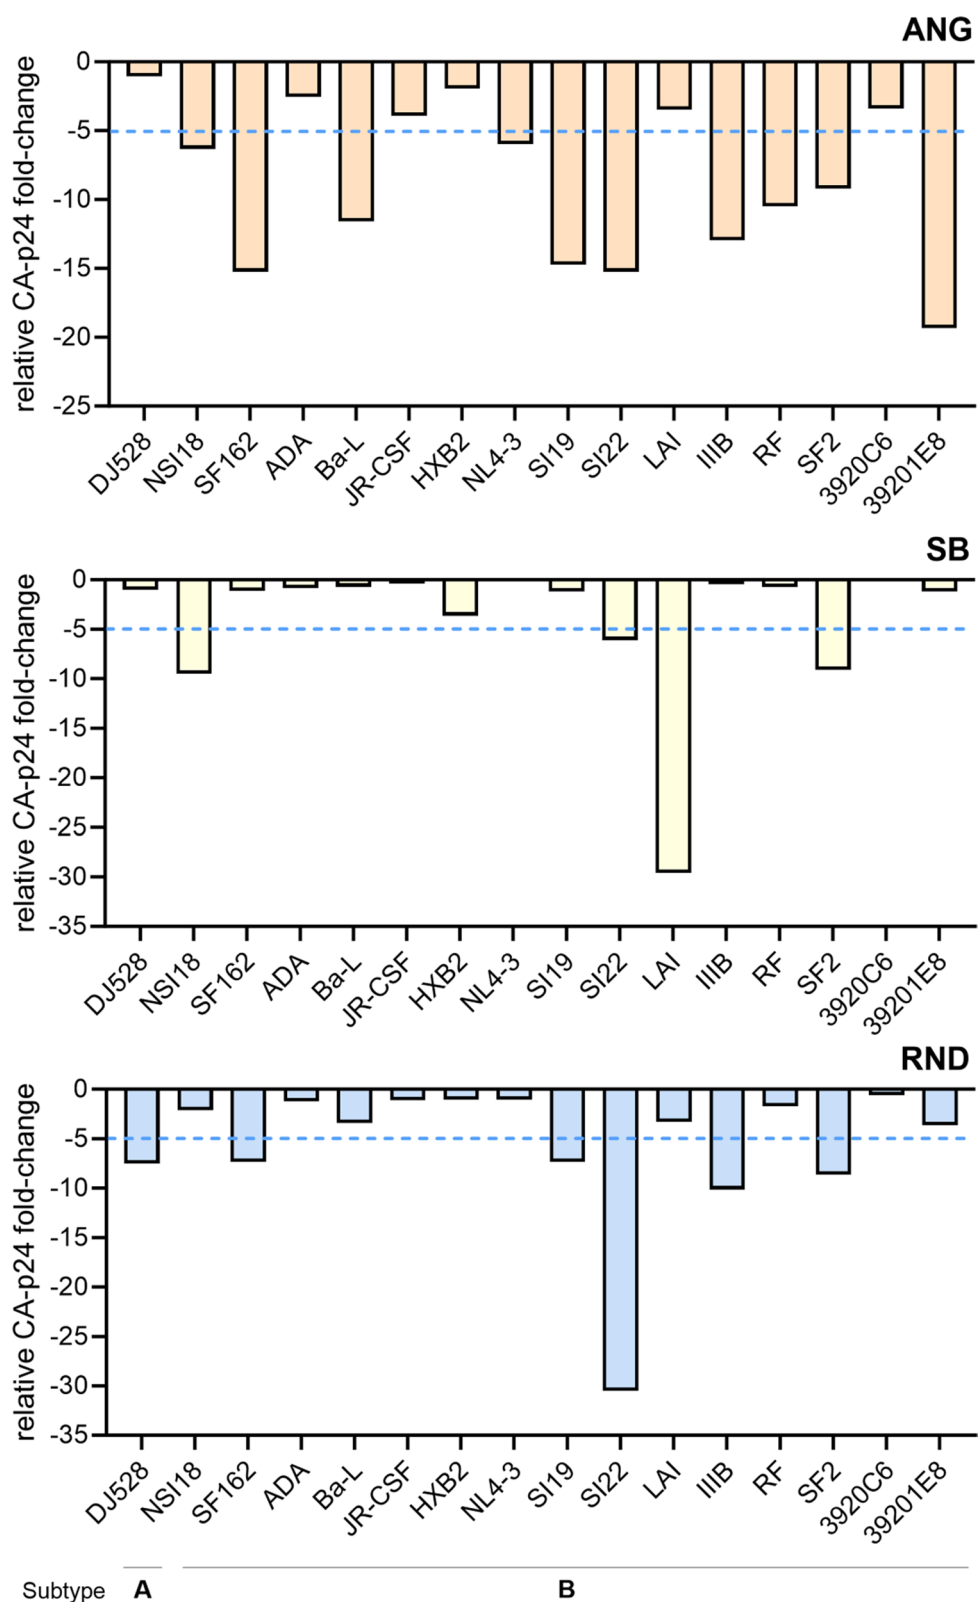 ANG
relative CA-p24 fold-change
0
-5
-10
-15
-20
-25
DJ528 NSI18 SF162 ADA Ba-L JR-CSF HXB2 NL4-3 SI19 SI22 LAI IIIB RF SF2 3920C6 39201E8
SB
relative CA-p24 fold-change
0
-5
-10
-15
-20
-25
-30
-35
DJ528 NSI18 SF162 ADA Ba-L JR-CSF HXB2 NL4-3 SI19 SI22 LAI IIIB RF SF2 3920C6 39201E8
RND
relative CA-p24 fold-change
0
-5
-10
-15
-20
-25
-30
-35
DJ528 NSI18 SF162 ADA Ba-L JR-CSF HXB2 NL4-3 SI19 SI22 LAI IIIB RF SF2 3920C6 39201E8
Subtype A B